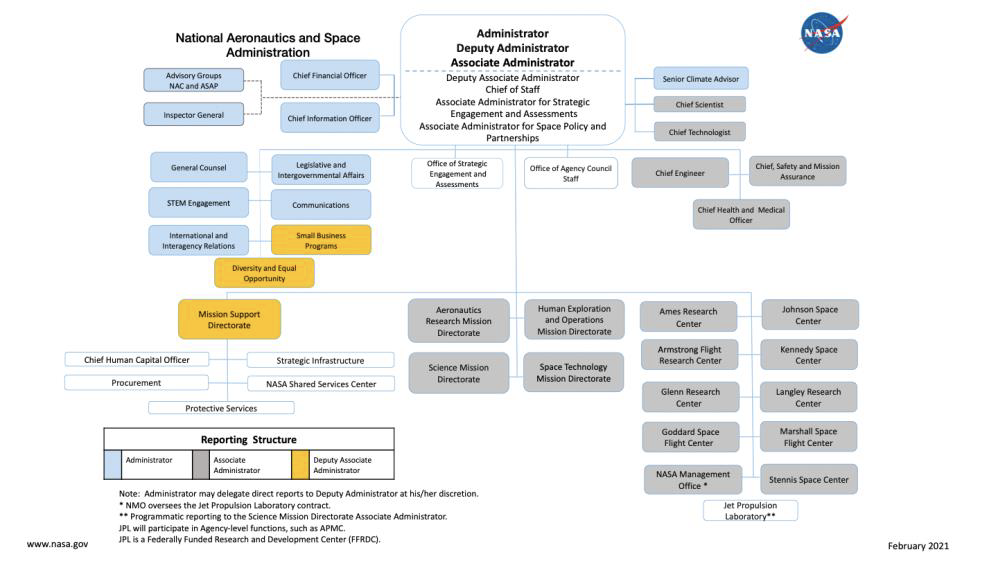 National Aeronautics and Space
Administration
Administrator
Deputy Administrator
Associate Administrator
Deputy Associate Administrator
Chief of Staff
Associate Administrator for Strategic
Engagement and Assessments
Associate Administrator for Space Policy and
Partnerships
NASA
Advisory Groups
NAC and ASAP
Chief Financial Officer
Inspector General
Chief Information Officer
Senior Climate Advisor
Chief Scientist
Chief Technologist
General Counsel
Legislative and
Intergovernmental Affairs
STEM Engagement
Communications
International and
Interagency Relations
Small Business
Programs
Diversity and Equal
Opportunity
Office of Strategic
Engagement and
Assessments
Office of Agency Council
Staff
Chief Engineer
Chief, Safety and Mission
Assurance
Chief Health and Medical
Officer
Mission Support
Directorate
Chief Human Capital Officer
Strategic Infrastructure
Procurement
NASA Shared Services Center
Protective Services
Aeronautics
Research Mission
Directorate
Human Exploration
and Operations
Mission Directorate
Science Mission
Directorate
Space Technology
Mission Directorate
Ames Research
Center
Johnson Space
Center
Armstrong Flight
Research Center
Kennedy Space
Center
Glenn Research
Center
Langley Research
Center
Goddard Space
Flight Center
Marshall Space
Flight Center
NASA Management
Office *
Stennis Space Center
Jet Propulsion
Laboratory**
Reporting Structure
Administrator
Associate
Administrator
Deputy Associate
Administrator
Note: Administrator may delegate direct reports to Deputy Administrator at his/her discretion.
* NMO oversees the Jet Propulsion Laboratory contract.
** Programmatic reporting to the Science Mission Directorate Associate Administrator.
JPL will participate in Agency-level functions, such as APMC.
JPL is a Federally Funded Research and Development Center (FFRDC).
www.nasa.gov
February 2021